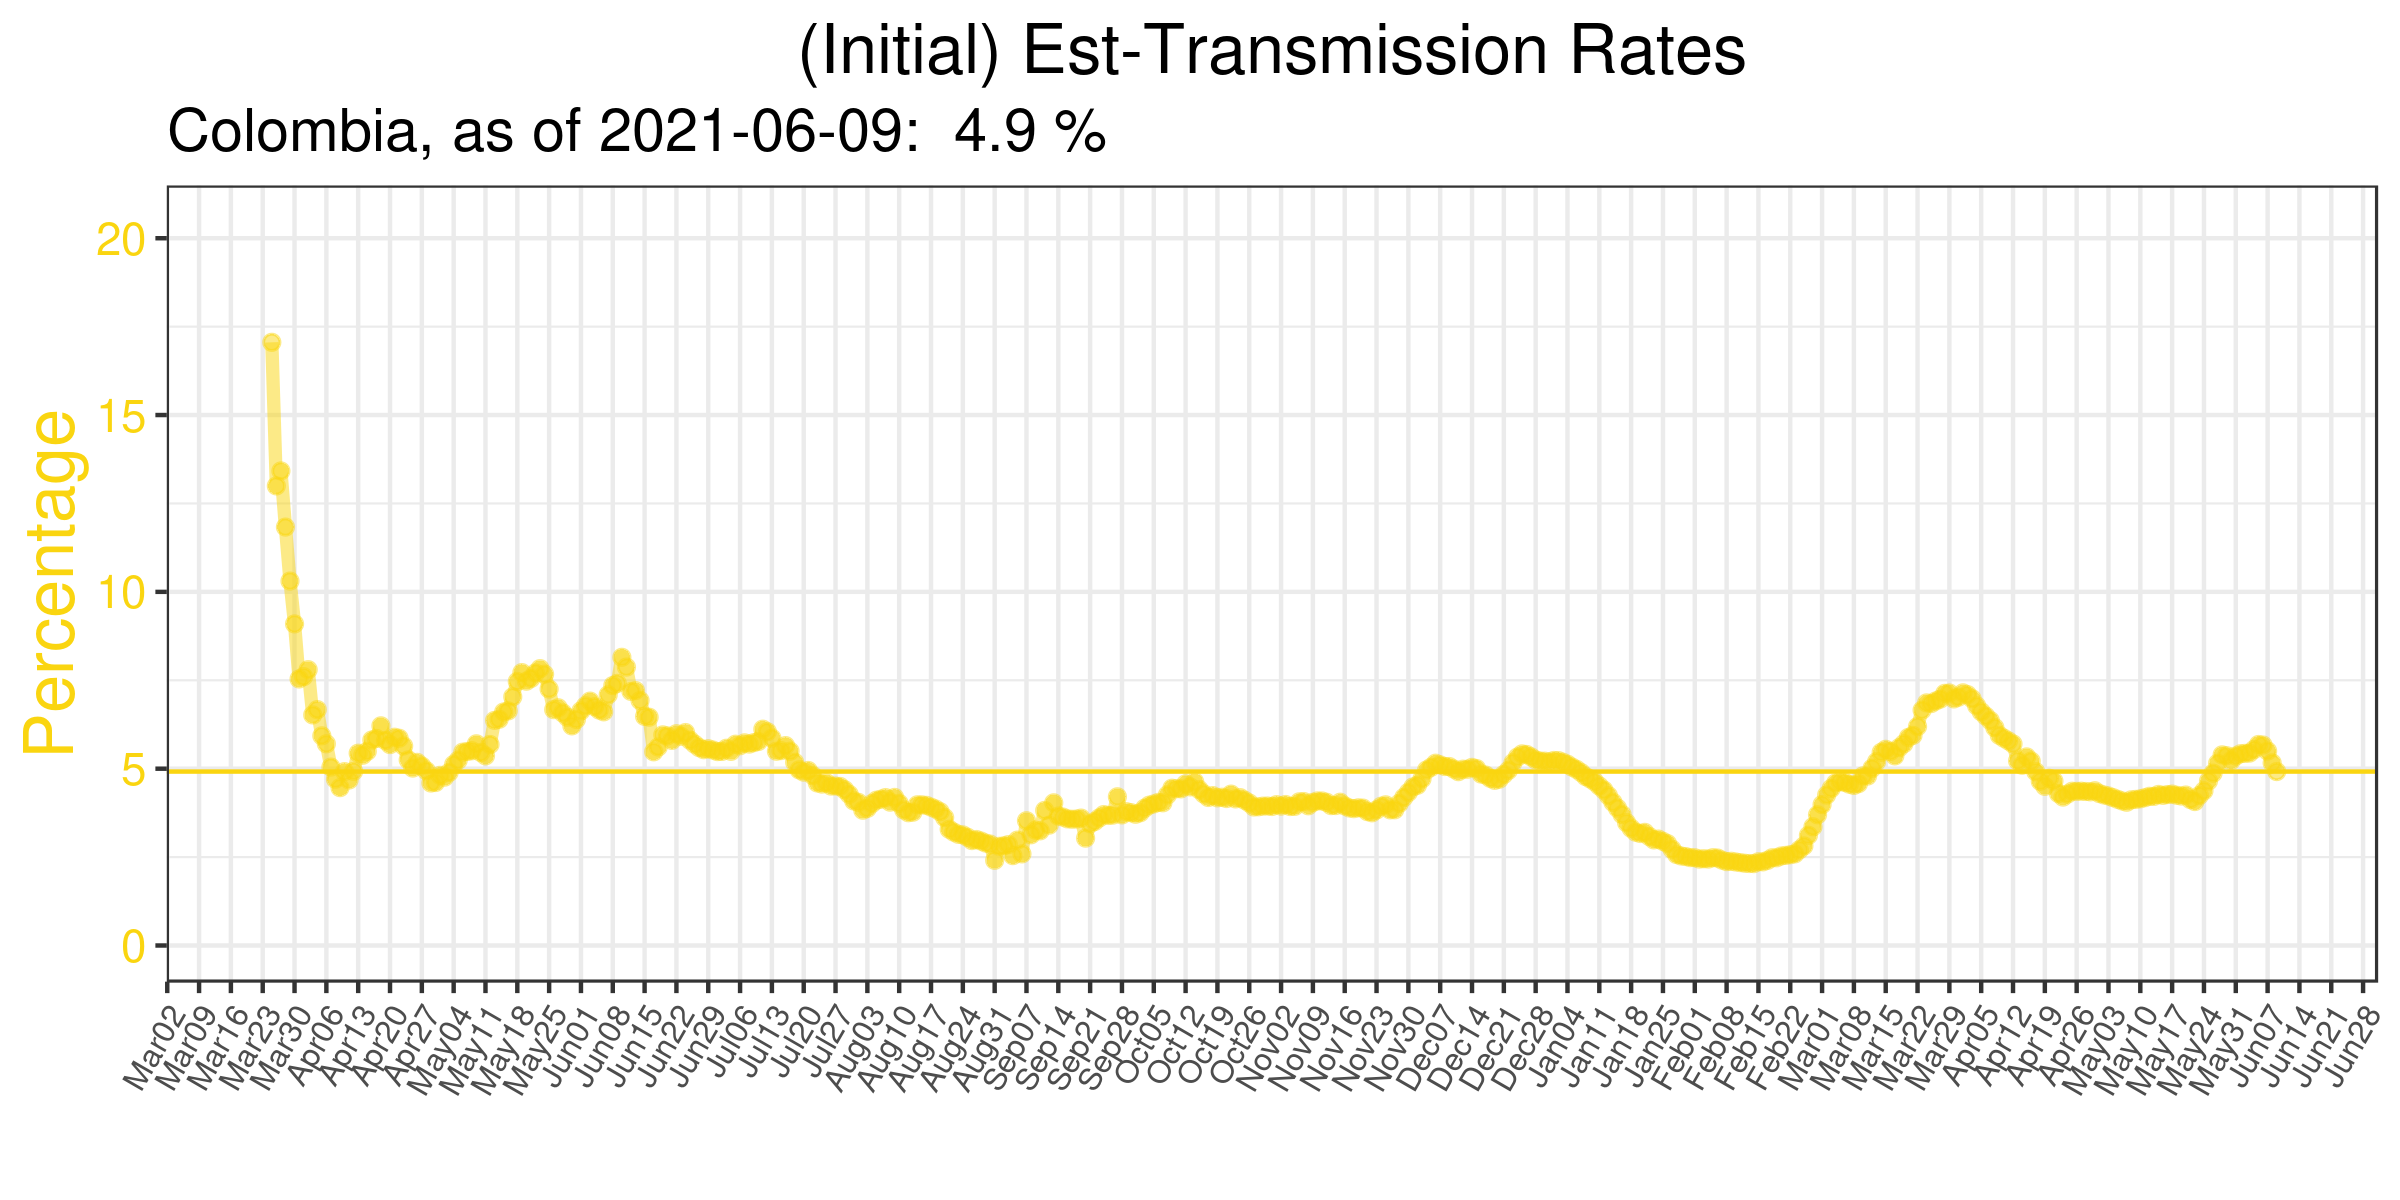 (Initial) Est-Transmission Rates
Colombia, as of 2021-06-09:  4.9 %
Percentage
20
15
10
5
0
Mar02
Mar09
Mar16
Mar23
Mar30
Apr06
Apr13
Apr20
Apr27
May04
May11
May18
May25
Jun01
Jun08
Jun15
Jun22
Jun29
Jul06
Jul13
Jul20
Jul27
Aug03
Aug10
Aug17
Aug24
Aug31
Sep07
Sep14
Sep21
Sep28
Oct05
Oct12
Oct19
Oct26
Nov02
Nov09
Nov16
Nov23
Nov30
Dec07
Dec14
Dec21
Dec28
Jan04
Jan11
Jan18
Jan25
Feb01
Feb08
Feb15
Feb22
Mar01
Mar08
Mar15
Mar22
Mar29
Apr05
Apr12
Apr19
Apr26
May03
May10
May17
May24
May31
Jun07
Jun14
Jun21
Jun28